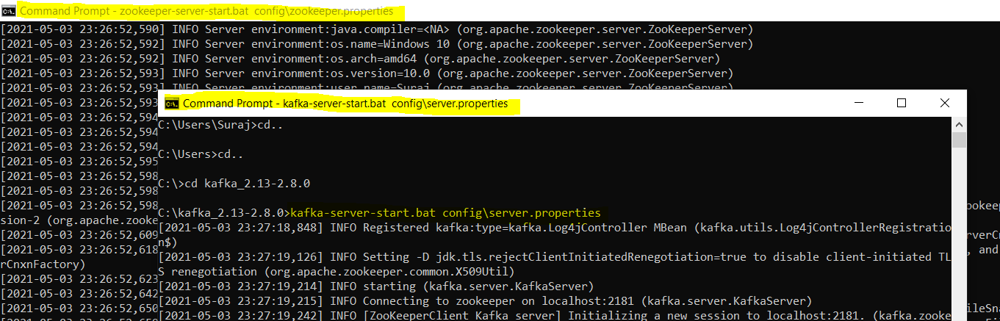 Command Prompt - zookeeper-server-start.bat  config\zookeeper.properties
[2021-05-03 23:26:52,590] INFO Server environment:java.compiler=<NA> (org.apache.zookeeper.server.ZooKeeperServer)
[2021-05-03 23:26:52,592] INFO Server environment:os.name=Windows 10 (org.apache.zookeeper.server.ZooKeeperServer)
[2021-05-03 23:26:52,592] INFO Server environment:os.arch=amd64 (org.apache.zookeeper.server.ZooKeeperServer)
[2021-05-03 23:26:52,593] INFO Server environment:os.version=10.0 (org.apache.zookeeper.server.ZooKeeperServer)
[2021-05-03 23:26:52,593] INFO Server environment:user.name=Suraj (org.apache.zookeeper.server.ZooKeeperServer)
[2021-05-03 23:26:52,593
[2021-05-03 23:26:52,594
[2021-05-03 23:26:52,594
[2021-05-03 23:26:52,594
[2021-05-03 23:26:52,595
[2021-05-03 23:26:52,598
[2021-05-03 23:26:52,598
[2021-05-03 23:26:52,598
sion-2 (org.apache.zooke
[2021-05-03 23:26:52,609
[2021-05-03 23:26:52,618
rCnxnFactory)
[2021-05-03 23:26:52,623
[2021-05-03 23:26:52,642
[2021-05-03 23:26:52,650
Command Prompt - kafka-server-start.bat  config\server.properties
C:\Users\Suraj>cd..
C:\Users>cd..
C:\>cd kafka_2.13-2.8.0
C:\kafka_2.13-2.8.0>kafka-server-start.bat config\server.properties
[2021-05-03 23:27:18,848] INFO Registered kafka:type=kafka.Log4jController MBean (kafka.utils.Log4jControllerRegistratio
n$)
[2021-05-03 23:27:19,126] INFO Setting -D jdk.tls.rejectClientInitiatedRenegotiation=true to disable client-initiated TL
S renegotiation (org.apache.zookeeper.common.X509Util)
[2021-05-03 23:27:19,214] INFO starting (kafka.server.KafkaServer)
[2021-05-03 23:27:19,215] INFO Connecting to zookeeper on localhost:2181 (kafka.server.KafkaServer)
[2021-05-03 23:27:19,242] INFO [ZooKeeperClient Kafka server] Initializing a new session to localhost:2181. (kafka.zooke
ookeep
rverCn
, and
ileSna